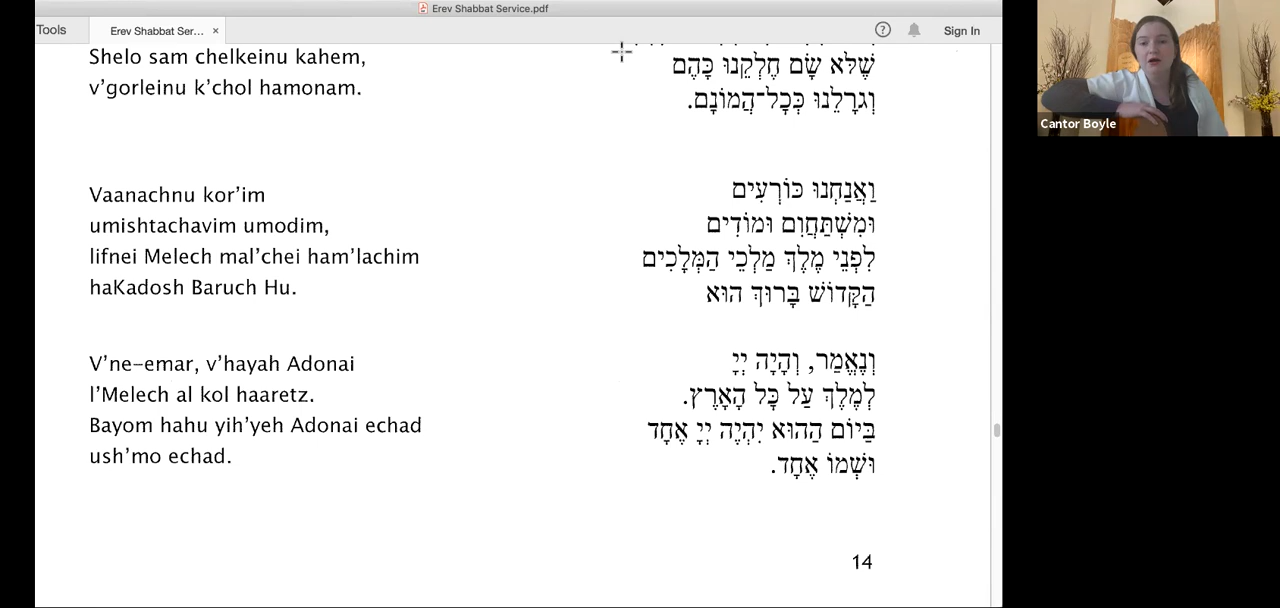 Erev Shabbat Service.pdf
Tools
Erev Shabbat Ser... ×
?
Sign In
Shelo sam chelkeinu kahem,
v'gorleinu k'chol hamonam.
שֶׁלֹּא שָׂם חֶלְקֵנוּ כָּהֶם
וְגֹרָלֵנוּ כְּכָל־הֲמוֹנָם.
Vaanachnu kor'im
umishtachavim umodim,
lifnei Melech mal'chei ham'lachim
haKadosh Baruch Hu.
וַאֲנַחְנוּ כּוֹרְעִים
וּמִשְׁתַּחֲוִים וּמוֹדִים
לִפְנֵי מֶלֶךְ מַלְכֵי הַמְּלָכִים
הַקָּדוֹשׁ בָּרוּךְ הוּא
V'ne-emar, v'hayah Adonai
l'Melech al kol haaretz.
Bayom hahu yih'yeh Adonai echad
ush'mo echad.
וְנֶאֱמַר, וְהָיָה יְיָ
לְמֶלֶךְ עַל כָּל הָאָרֶץ.
בַּיּוֹם הַהוּא יִהְיֶה יְיָ אֶחָד
וּשְׁמוֹ אֶחָד.
14
Cantor Boyle